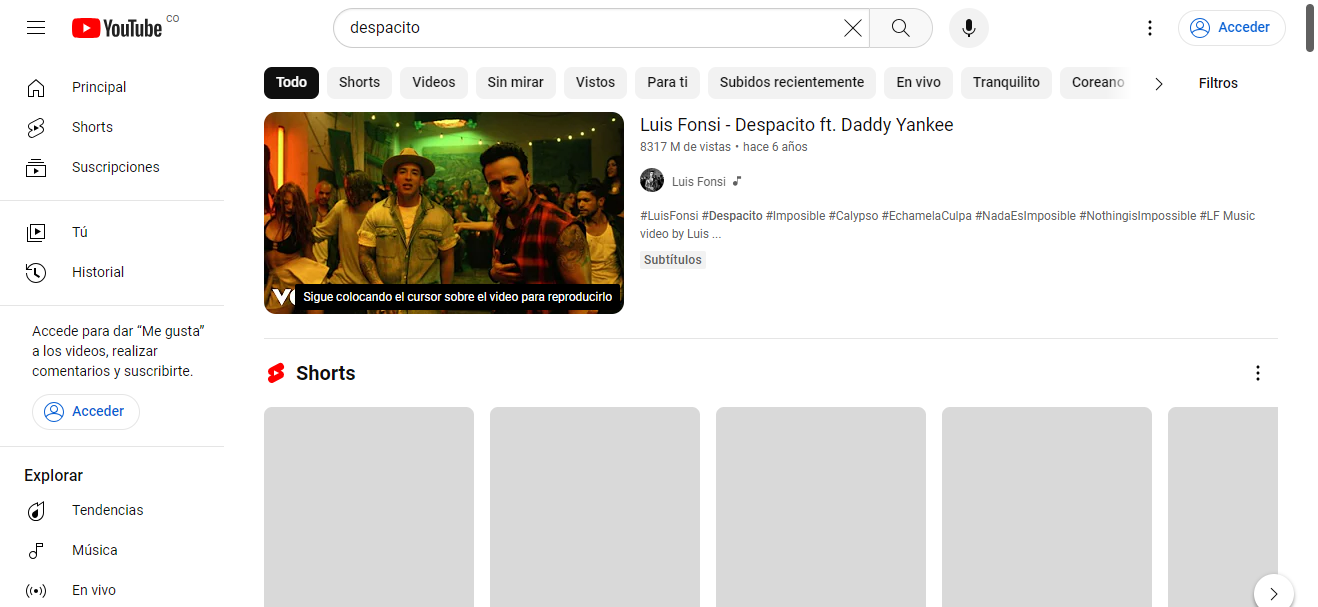 YouTube CO
despacito
Acceder
Principal
Shorts
Suscripciones
Tú
Historial
Accede para dar “Me gusta”
a los videos, realizar
comentarios y suscribirte.
Acceder
Explorar
Tendencias
Música
En vivo
Todo
Shorts
Videos
Sin mirar
Vistos
Para ti
Subidos recientemente
En vivo
Tranquilito
Coreano
Filtros
Sigue colocando el cursor sobre el video para reproducirlo
Luis Fonsi - Despacito ft. Daddy Yankee
8317 M de vistas • hace 6 años
Luis Fonsi
#LuisFonsi #Despacito #Imposible #Calypso #EchamelaCulpa #NadaEsImposible #NothingisImpossible #LF Music
video by Luis ...
Subtítulos
Shorts